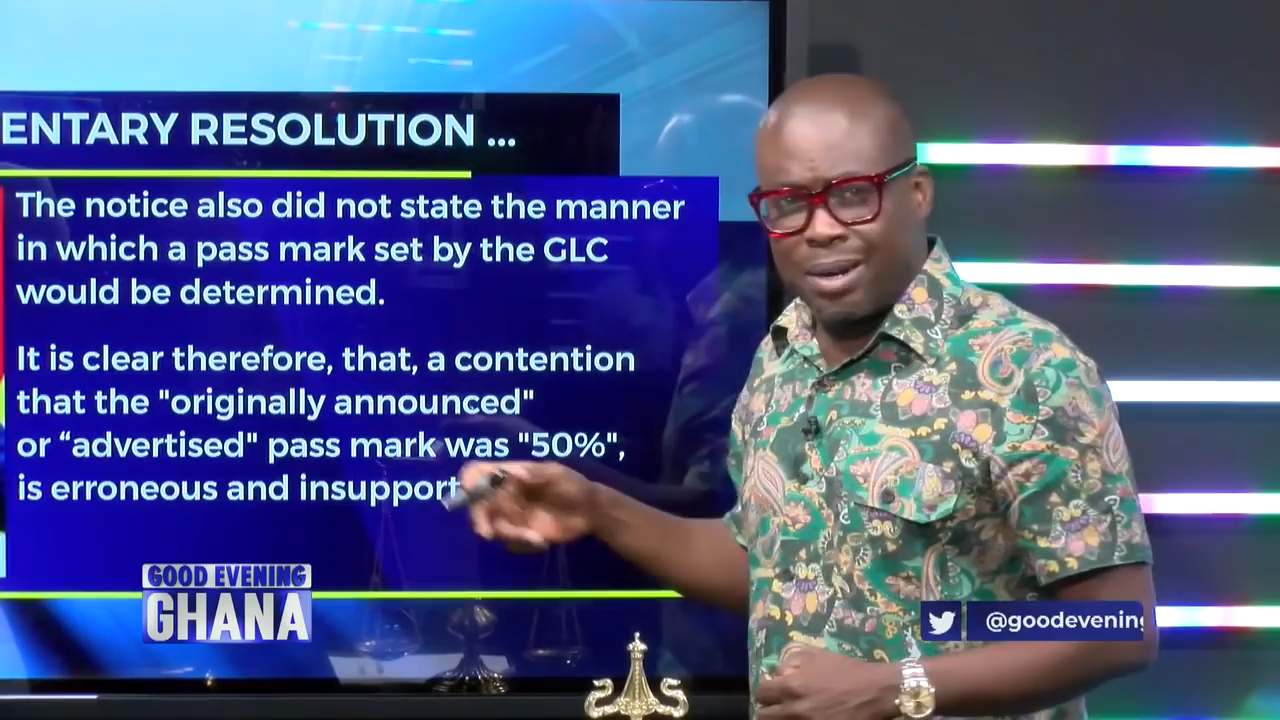 ENTARY RESOLUTION ...
The notice also did not state the manner
in which a pass mark set by the GLC
would be determined.
It is clear therefore, that, a contention
that the "originally announced"
or “advertised" pass mark was "50%",
is erroneous and insupport
GOOD EVENING
GHANA
@goodevening